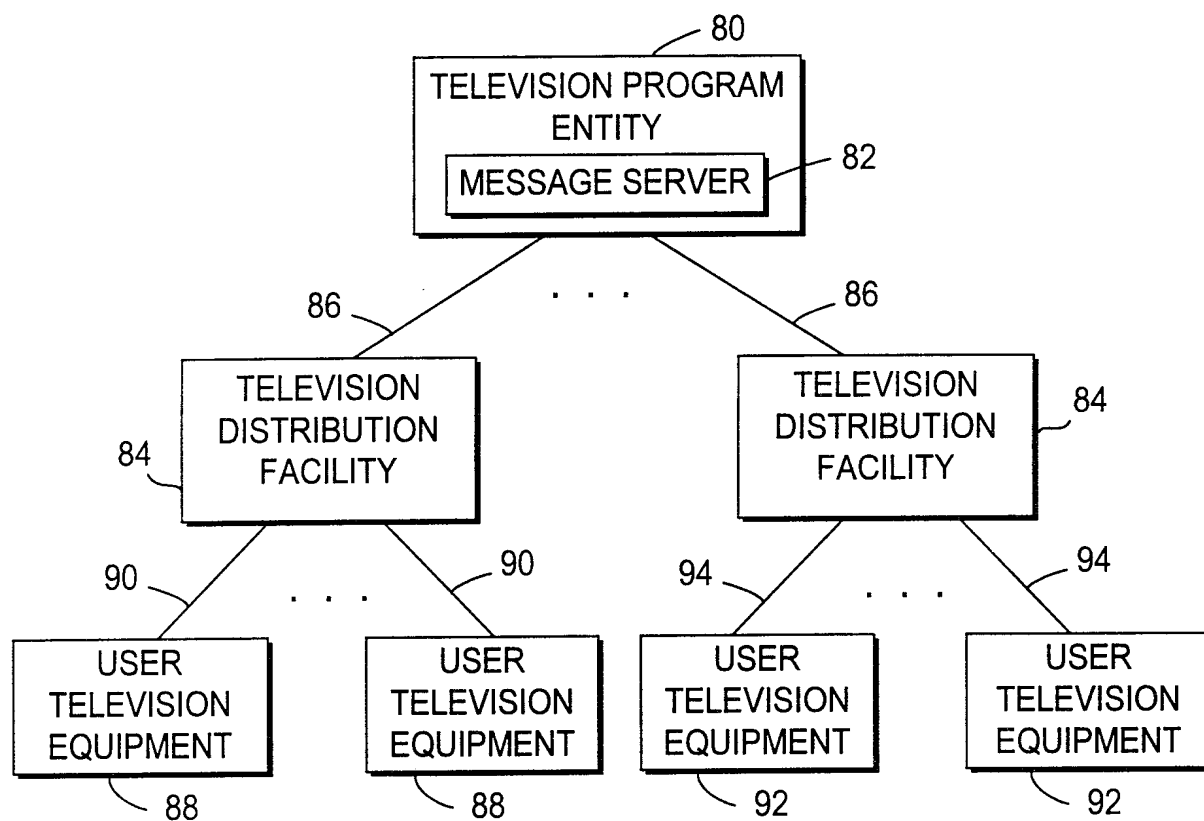 80
TELEVISION PROGRAM
ENTITY
MESSAGE SERVER
82
86
. . .
86
TELEVISION
DISTRIBUTION
FACILITY
84
TELEVISION
DISTRIBUTION
FACILITY
84
90
. . .
90
94
. . .
94
USER
TELEVISION
EQUIPMENT
88
USER
TELEVISION
EQUIPMENT
88
USER
TELEVISION
EQUIPMENT
92
USER
TELEVISION
EQUIPMENT
92